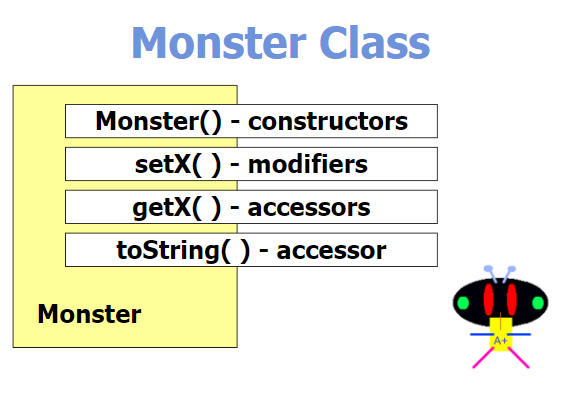 Monster Class
Monster() - constructors
setX( ) - modifiers
getX( ) - accessors
toString( ) - accessor
Monster
A+